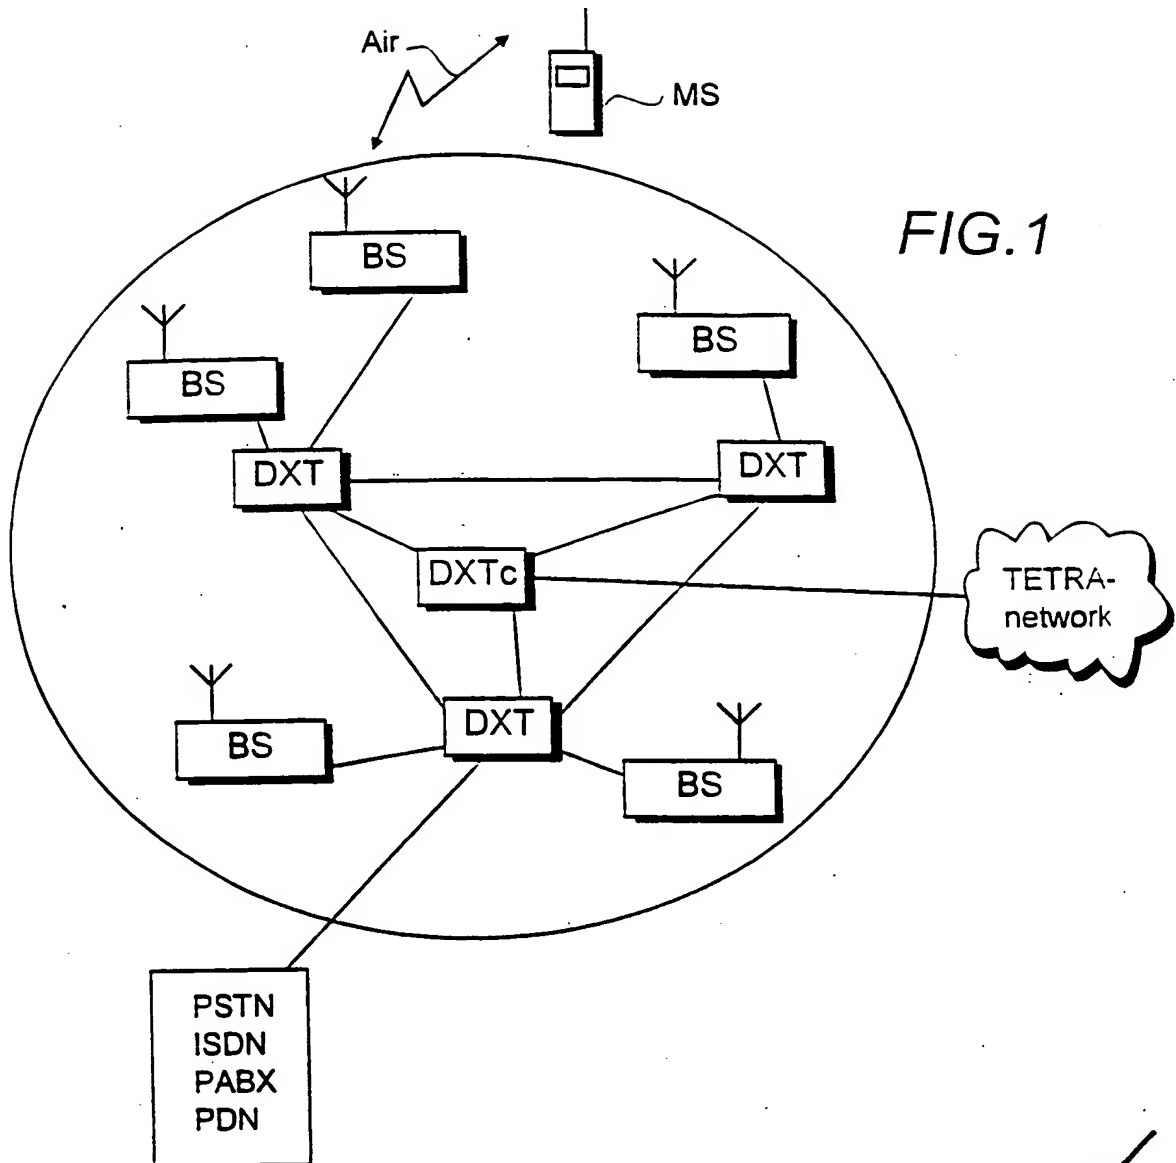 Air
MS
FIG.1
BS
BS
BS
DXT
DXT
DXTc
TETRA-
network
DXT
BS
BS
PSTN
ISDN
PABX
PDN